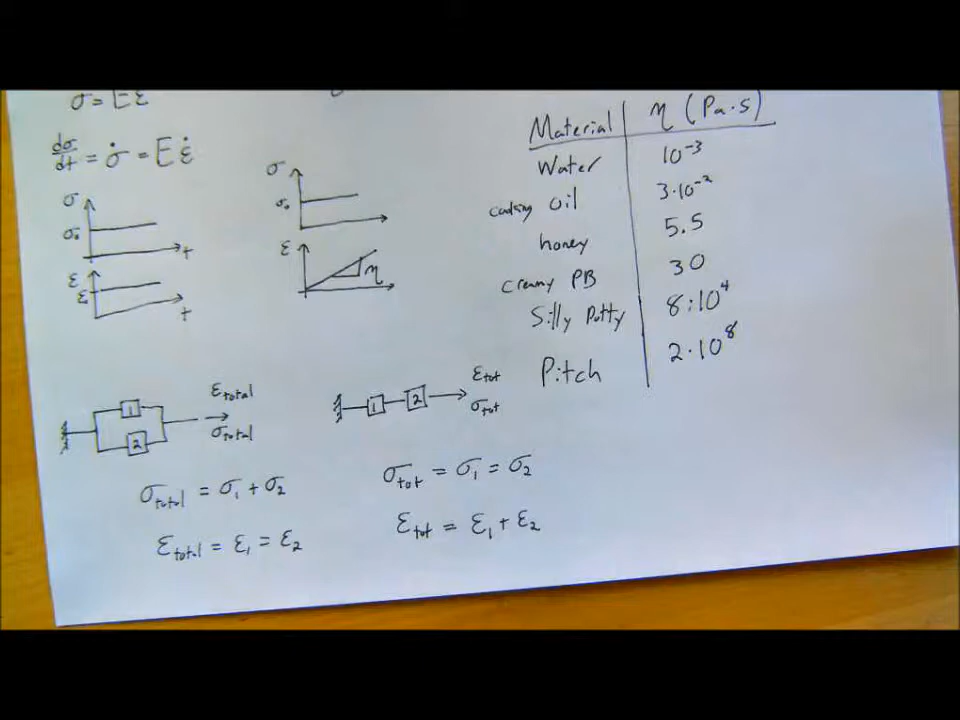 σ = Eε
dσ/dt = σ̇ = Eε̇
σ
σ₀
t
ε
ε
t
σ
σ₀
ε
η
Material η (Pa·s)
Water 10⁻³
cooking oil 3·10⁻²
honey 5.5
creamy PB 30
Silly Putty 8·10⁴
Pitch 2·10⁸
1
2
ε_total
σ_total
σ_total = σ₁ + σ₂
ε_total = ε₁ = ε₂
1 2
ε_tot
σ_tot
σ_tot = σ₁ = σ₂
ε_tot = ε₁ + ε₂